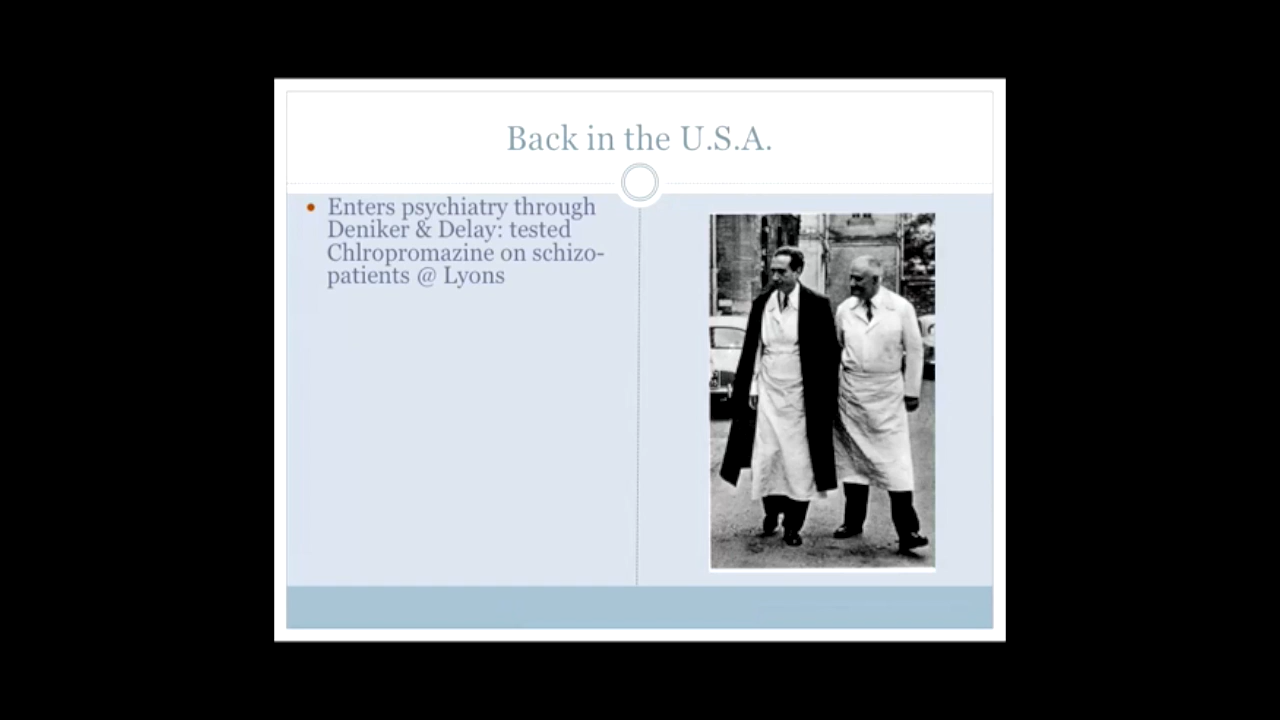 Back in the U.S.A.
Enters psychiatry through
Deniker & Delay: tested
Chlropromazine on schizo-
patients @ Lyons